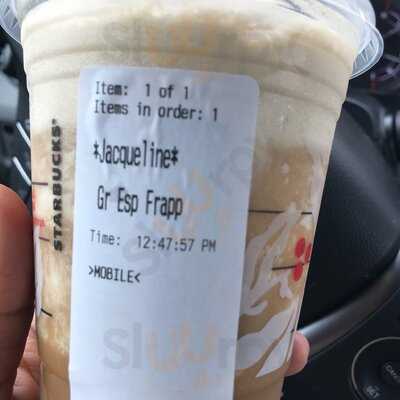 Item: 1 of 1
Items in order: 1
*Jacqueline*
Gr Esp Frapp
Time: 12:47:57 PM
>MOBILE<
STARBUCKS
Sluurpy